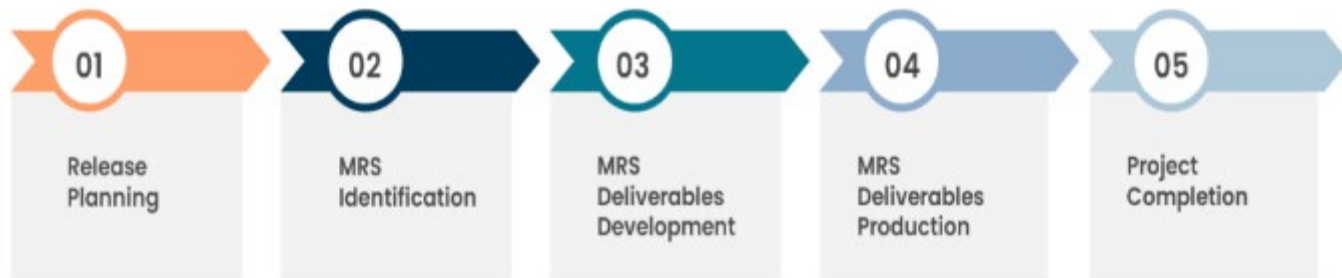 01
Release
Planning
02
MRS
Identification
03
MRS
Deliverables
Development
04
MRS
Deliverables
Production
05
Project
Completion